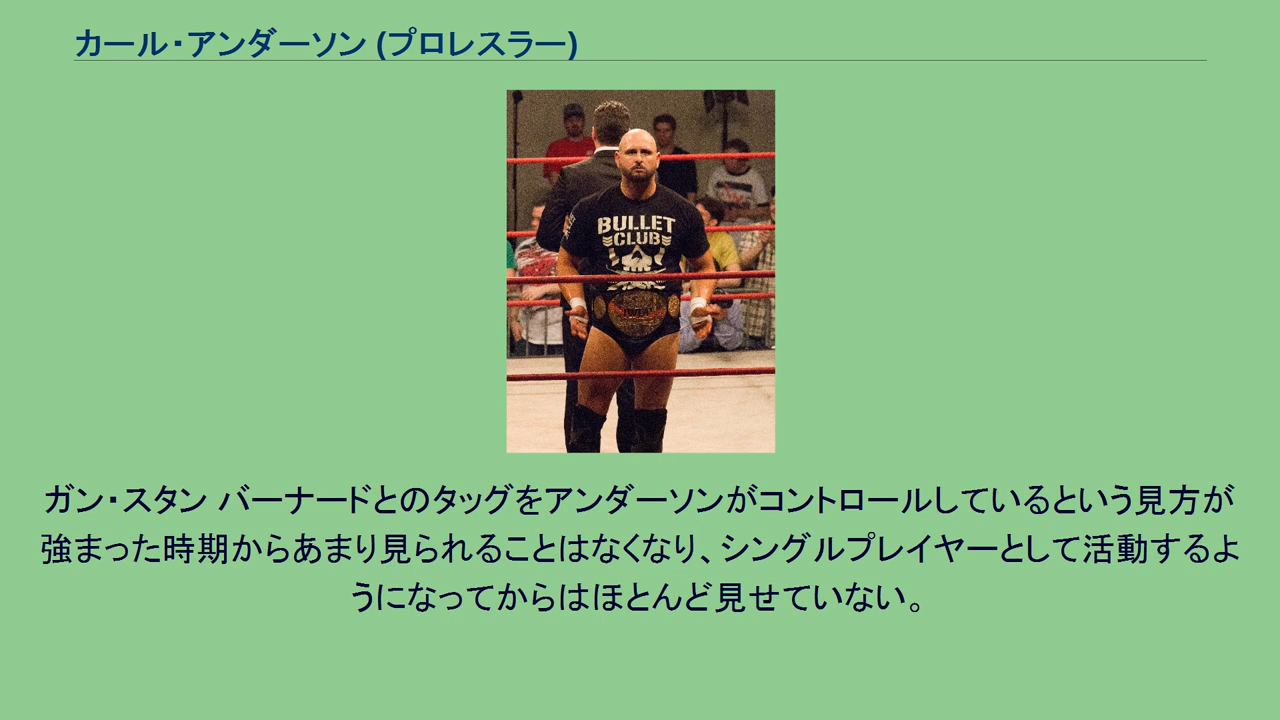 カール・アンダーソン (プロレスラー)
BULLET
CLUB
ガン・スタン バーナードとのタッグをアンダーソンがコントロールしているという見方が
強まった時期からあまり見られることはなくなり、シングルプレイヤーとして活動するよ
うになってからはほとんど見せていない。